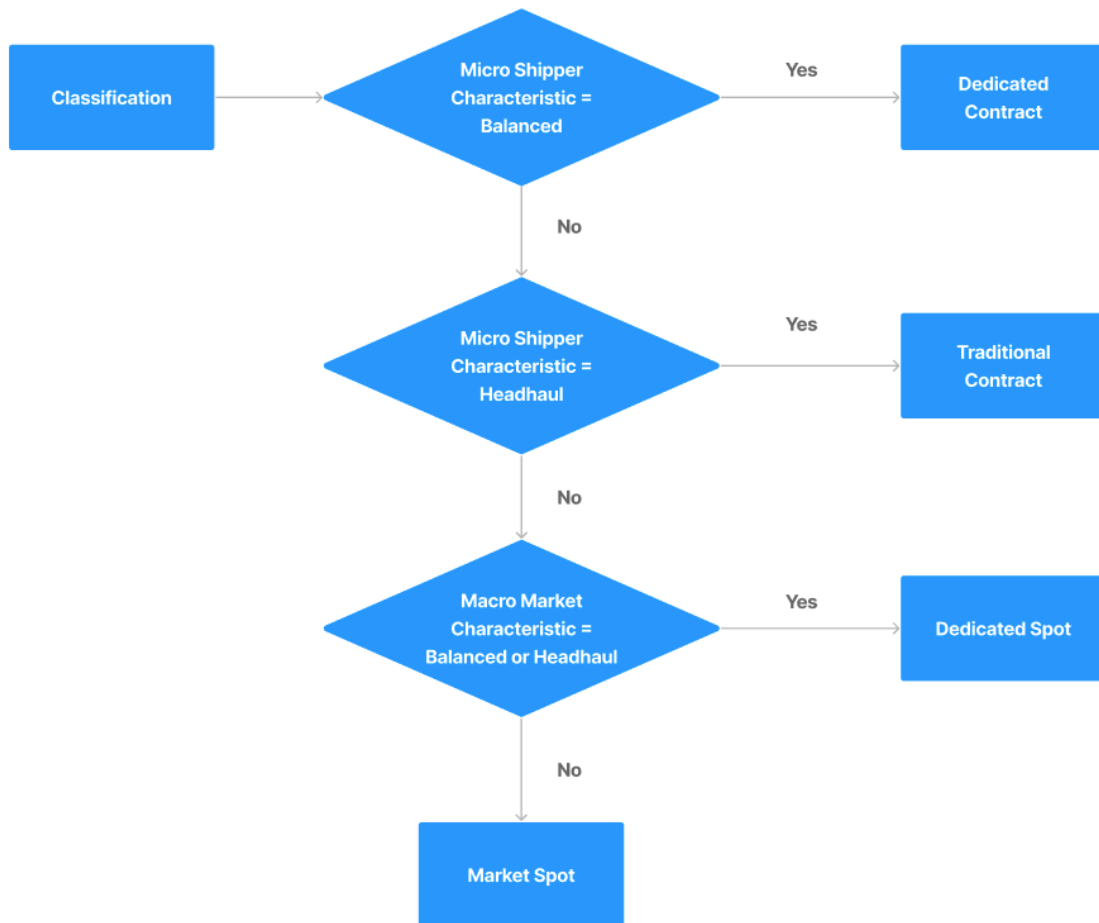 Classification
Micro Shipper
Characteristic =
Balanced
Yes
Dedicated
Contract
No
Micro Shipper
Characteristic =
Headhaul
Yes
Traditional
Contract
No
Macro Market
Characteristic =
Balanced or Headhaul
Yes
Dedicated Spot
No
Market Spot